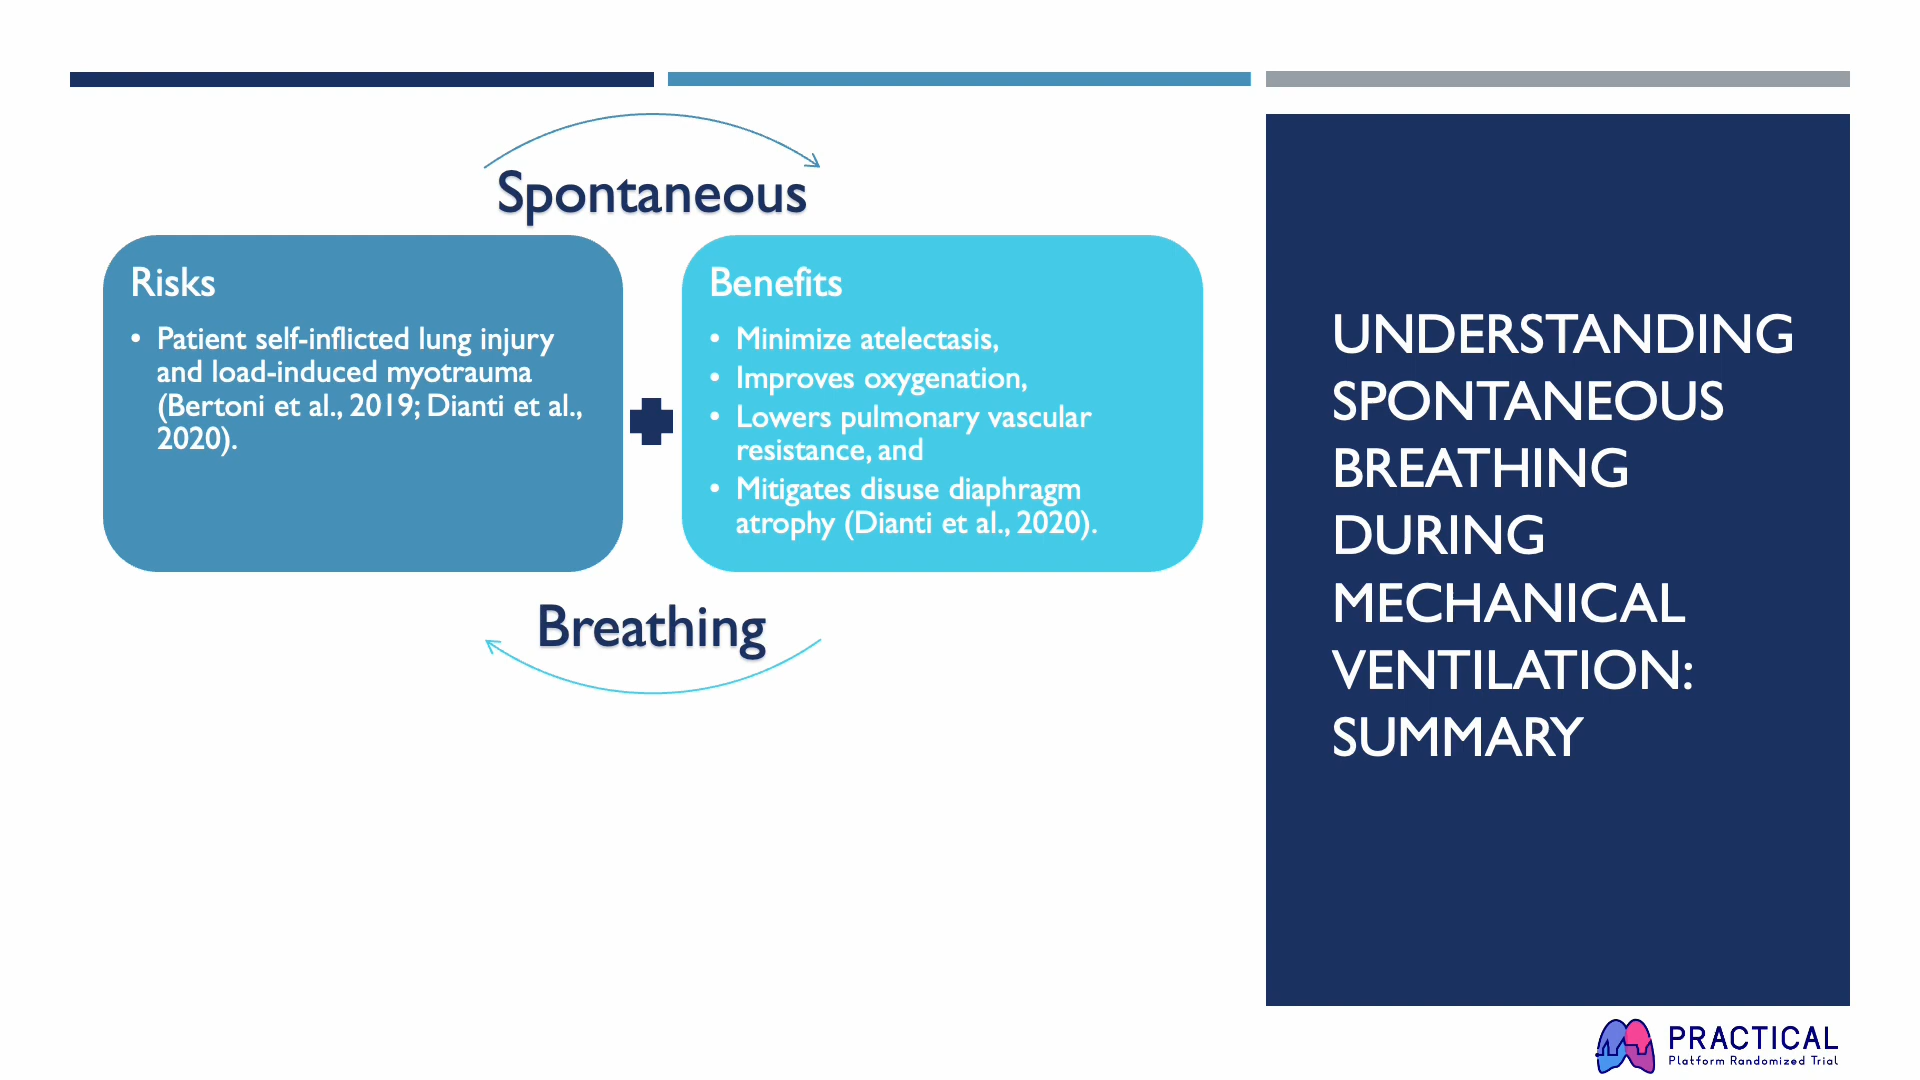 Spontaneous
Risks
• Patient self-inflicted lung injury
and load-induced myotrauma
(Bertoni et al., 2019; Dianti et al.,
2020).
Benefits
• Minimize atelectasis,
• Improves oxygenation,
• Lowers pulmonary vascular
resistance, and
• Mitigates disuse diaphragm
atrophy (Dianti et al., 2020).
Breathing
UNDERSTANDING
SPONTANEOUS
BREATHING
DURING
MECHANICAL
VENTILATION:
SUMMARY
PRACTICAL
Platform Randomized Trial